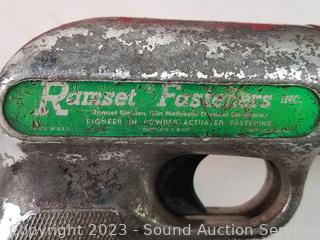 Ramset® Fasteners INC.
Ramset Division, Olin Mathieson Chemical Corporation
PIONEER IN POWDER-ACTUATED FASTENING
Copyright 2023 - Sound Auction Service